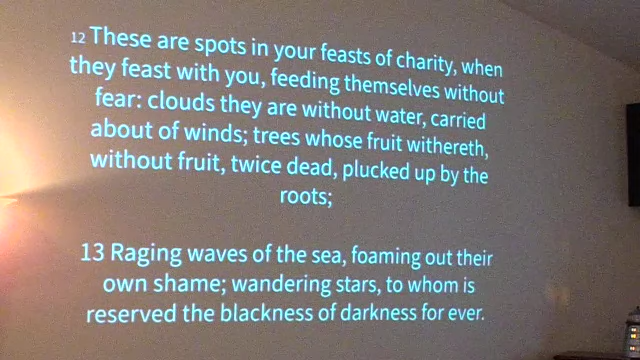 12 These are spots in your feasts of charity, when
they feast with you, feeding themselves without
fear: clouds they are without water, carried
about of winds; trees whose fruit withereth,
without fruit, twice dead, plucked up by the
roots;
13 Raging waves of the sea, foaming out their
own shame; wandering stars, to whom is
reserved the blackness of darkness for ever.